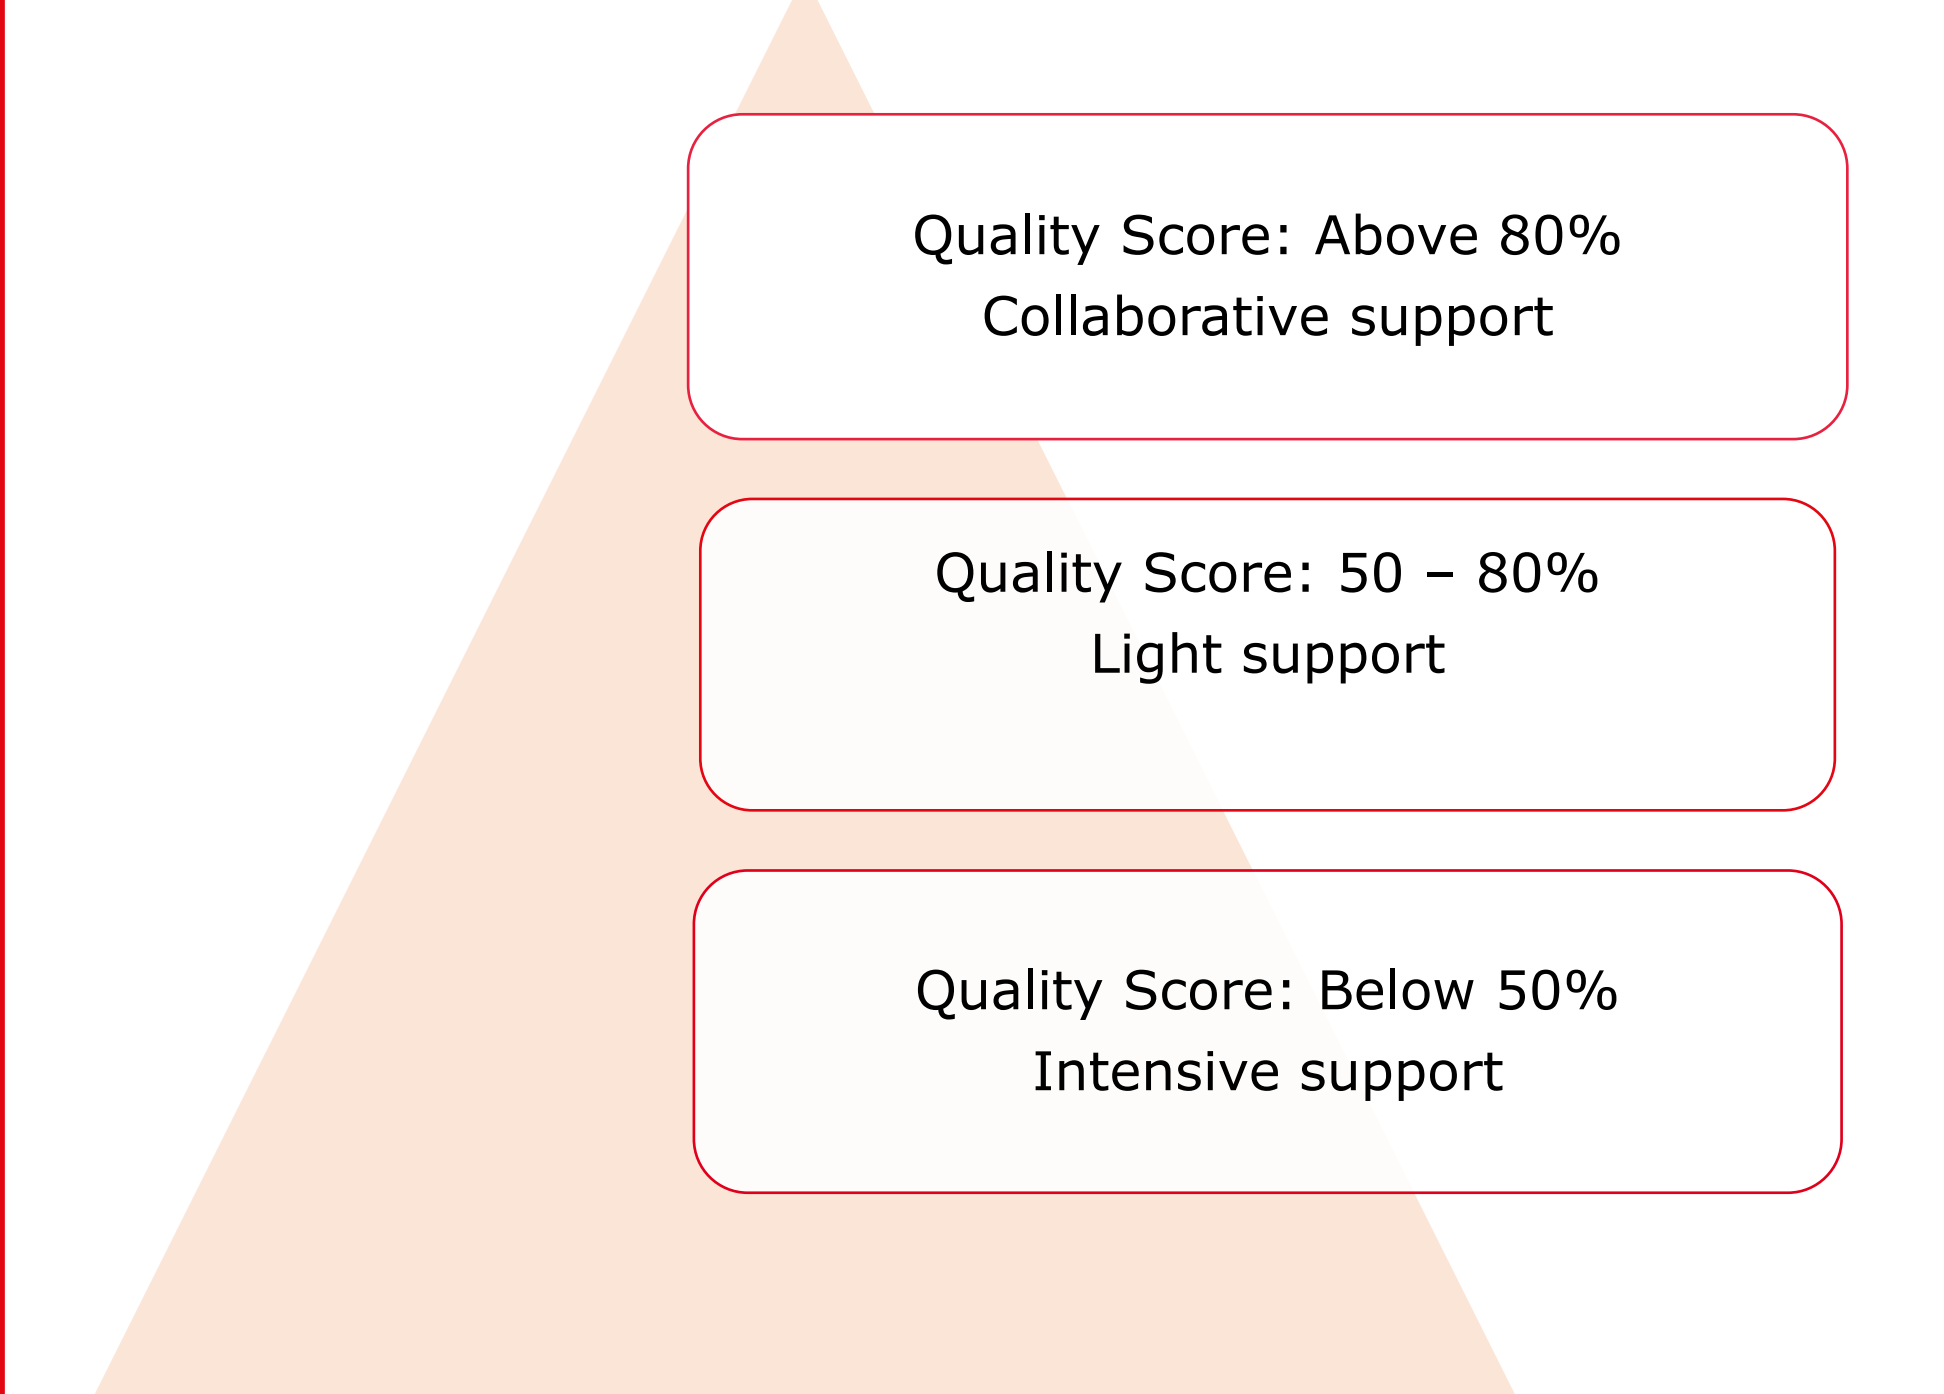 Quality Score: Above 80%
Collaborative support
Quality Score: 50 – 80%
Light support
Quality Score: Below 50%
Intensive support